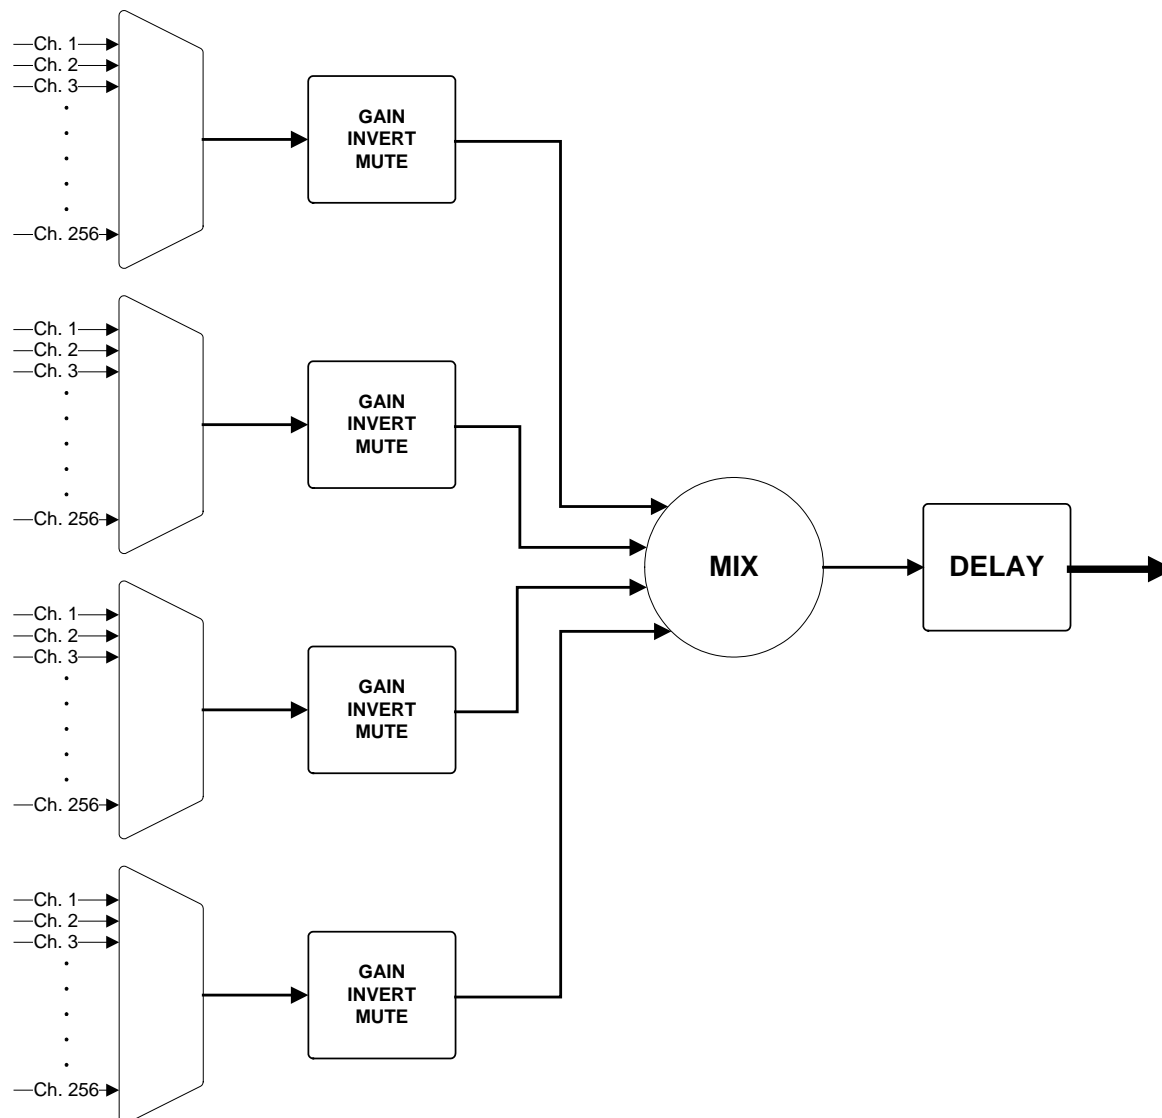 Ch. 1
Ch. 2
Ch. 3
Ch. 256
GAIN
INVERT
MUTE
Ch. 1
Ch. 2
Ch. 3
Ch. 256
GAIN
INVERT
MUTE
MIX
DELAY
Ch. 1
Ch. 2
Ch. 3
Ch. 256
GAIN
INVERT
MUTE
Ch. 1
Ch. 2
Ch. 3
Ch. 256
GAIN
INVERT
MUTE